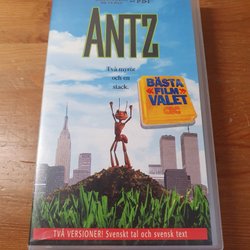 ANTZ
Två myror
och en
stack.
BÄSTA
«FILM»
VALET
TVÅ VERSIONER! Svenskt tal och svensk text